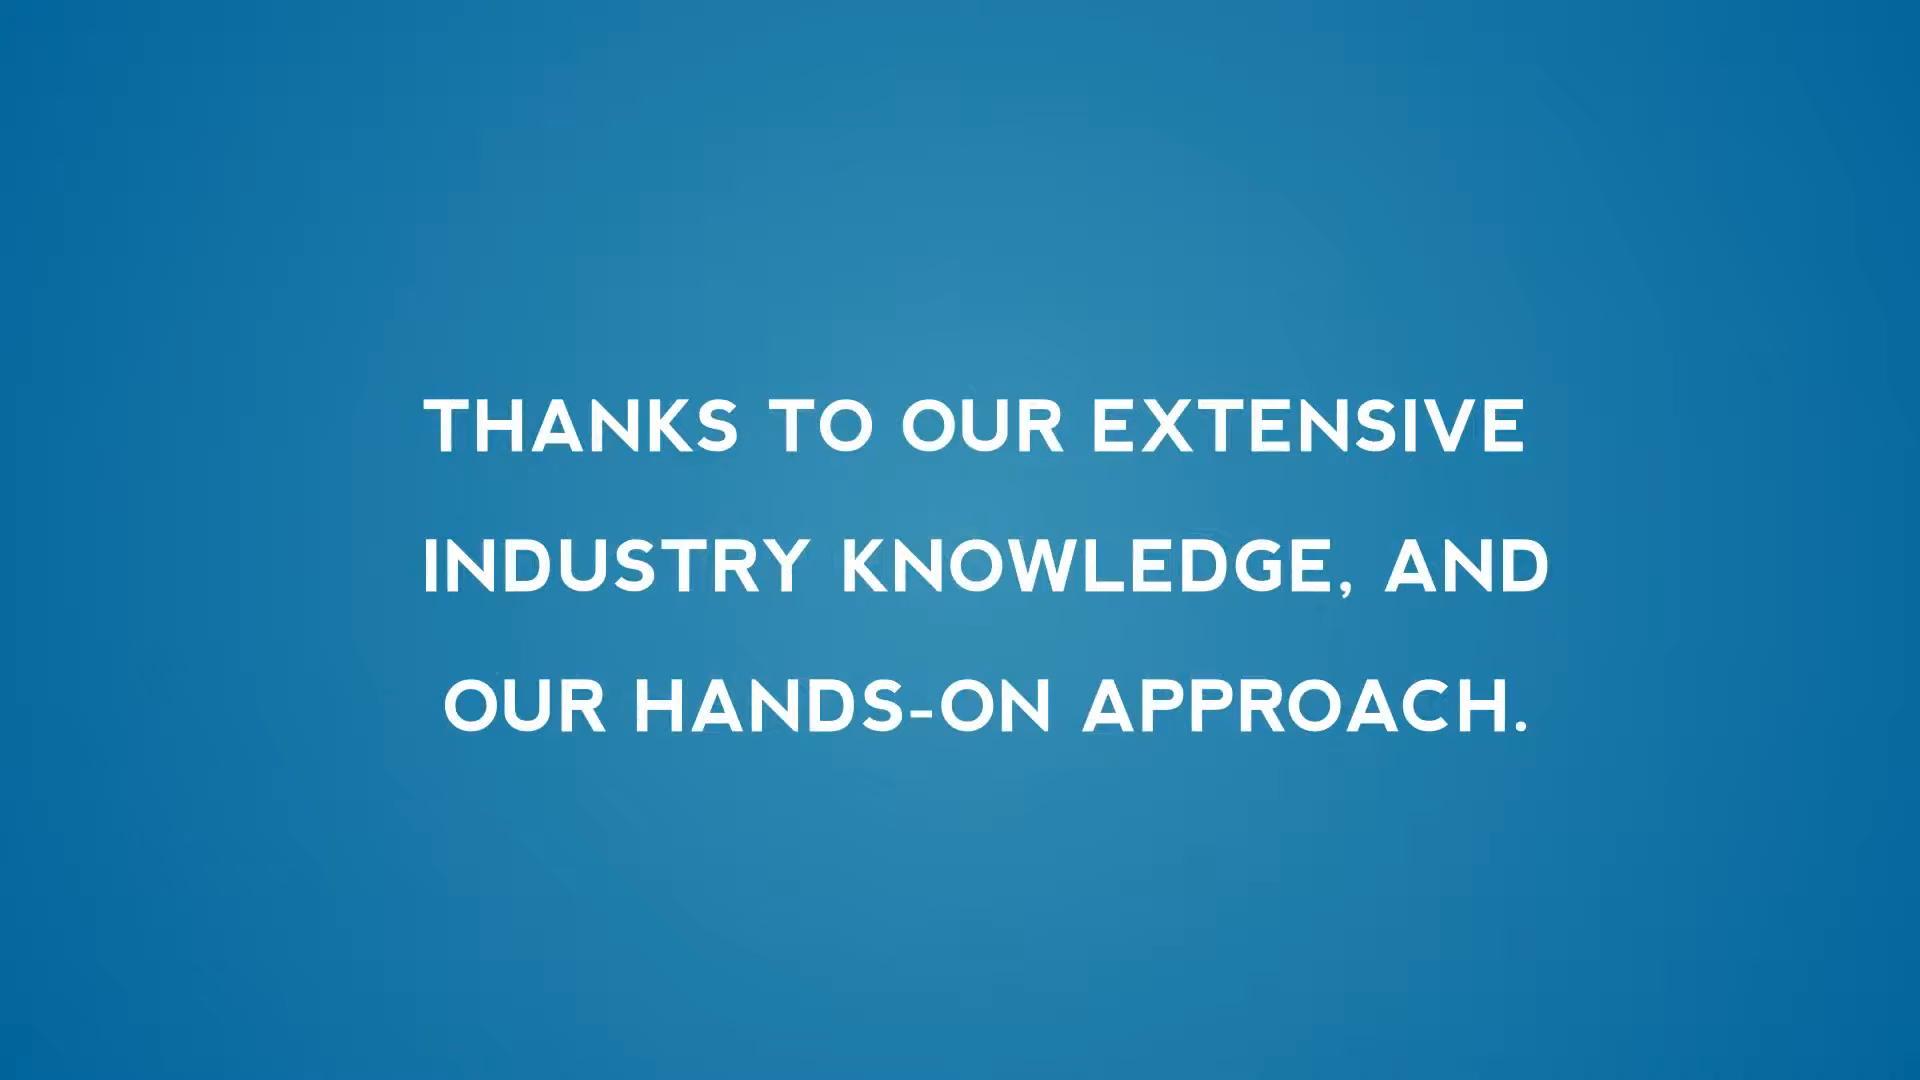 THANKS TO OUR EXTENSIVE
INDUSTRY KNOWLEDGE, AND
OUR HANDS-ON APPROACH.